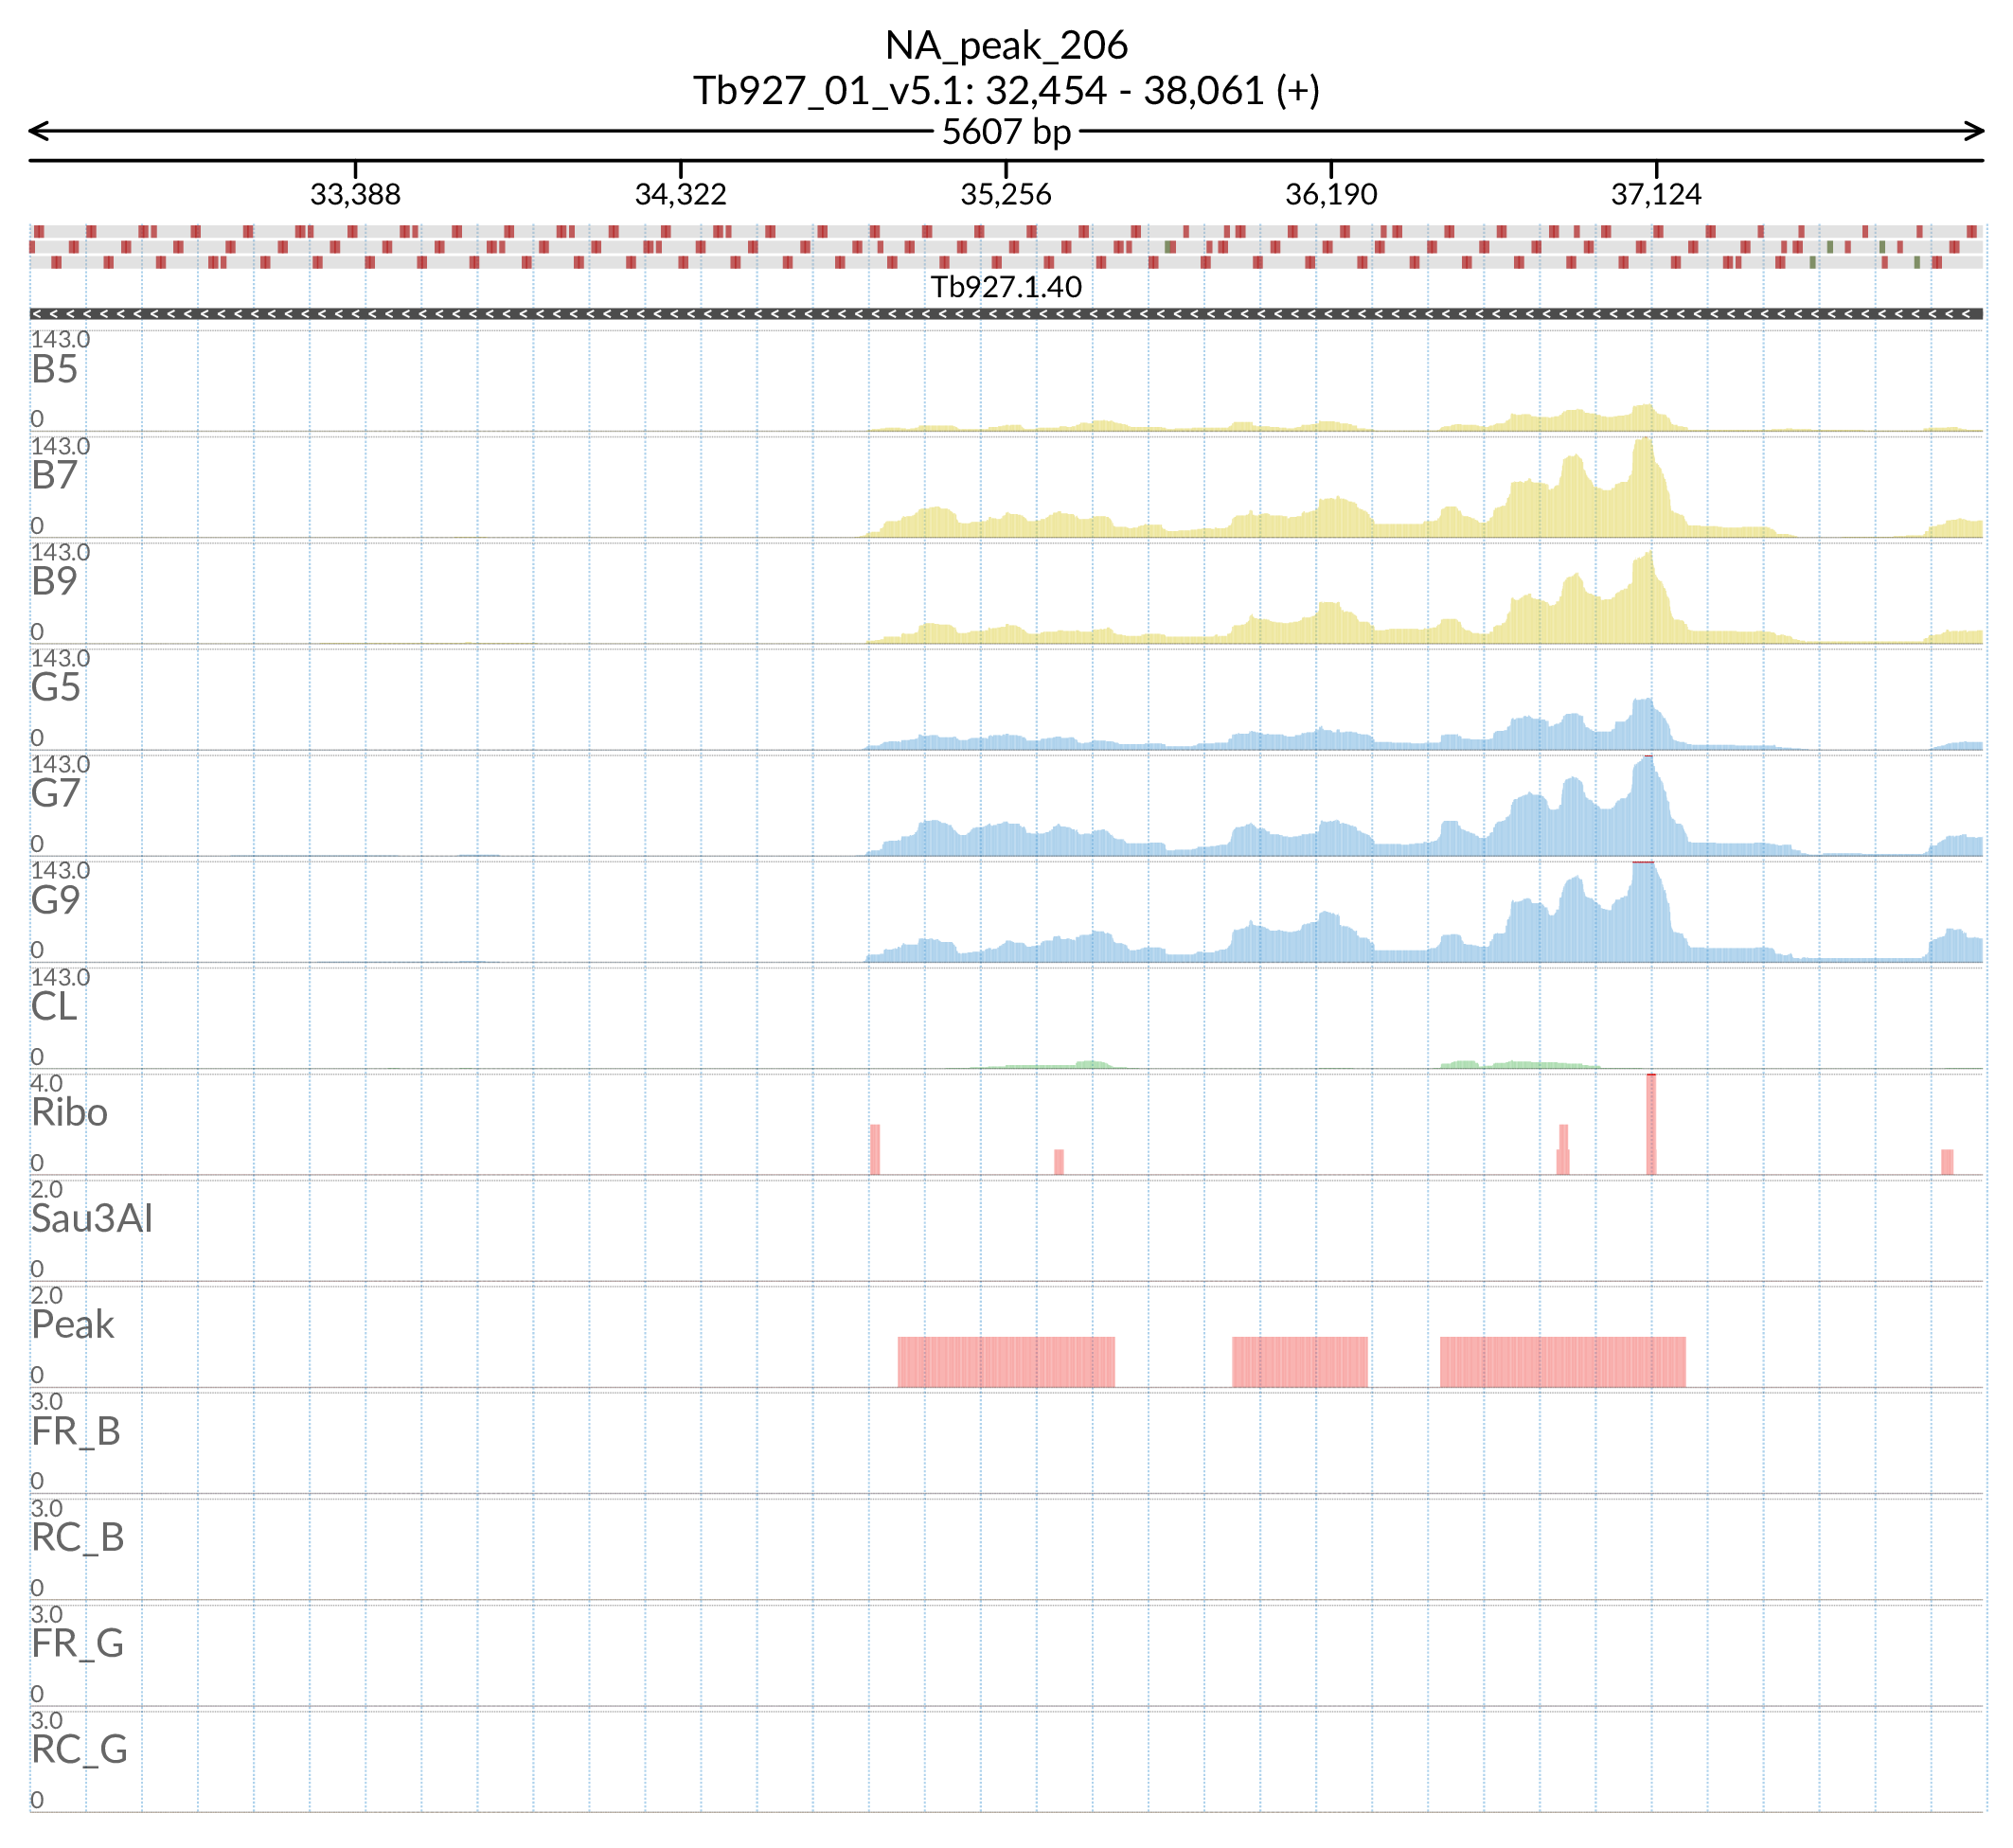 NA_peak_206
Tb927_01_v5.1: 32,454 - 38,061 (+)
5607 bp
33,388 34,322 35,256 36,190 37,124
Tb927.1.40
143.0
B5
0
143.0
B7
0
143.0
B9
0
143.0
G5
0
143.0
G7
0
143.0
G9
0
143.0
CL
0
4.0
Ribo
0
2.0
Sau3AI
0
2.0
Peak
0
3.0
FR_B
0
3.0
RC_B
0
3.0
FR_G
0
3.0
RC_G
0